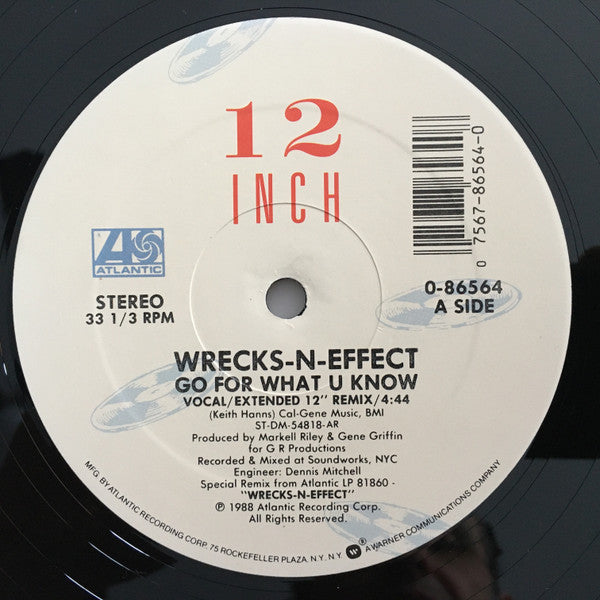 12
INCH
0 7567-86564-0
ATLANTIC
STEREO
33 1/3 RPM
0-86564
A SIDE
WRECKS-N-EFFECT
GO FOR WHAT U KNOW
VOCAL/EXTENDED 12" REMIX/4:44
(Keith Hanns) Cal-Gene Music, BMI
ST-DM-54818-AR
Produced by Markell Riley & Gene Griffin
for G R Productions
Recorded & Mixed at Soundworks, NYC
Engineer: Dennis Mitchell
Special Remix from Atlantic LP 81860 -
"WRECKS-N-EFFECT"
℗ 1988 Atlantic Recording Corp.
All Rights Reserved.
MFG. BY ATLANTIC RECORDING CORP. 75 ROCKEFELLER PLAZA, N.Y. N.Y. A WARNER COMMUNICATIONS COMPANY